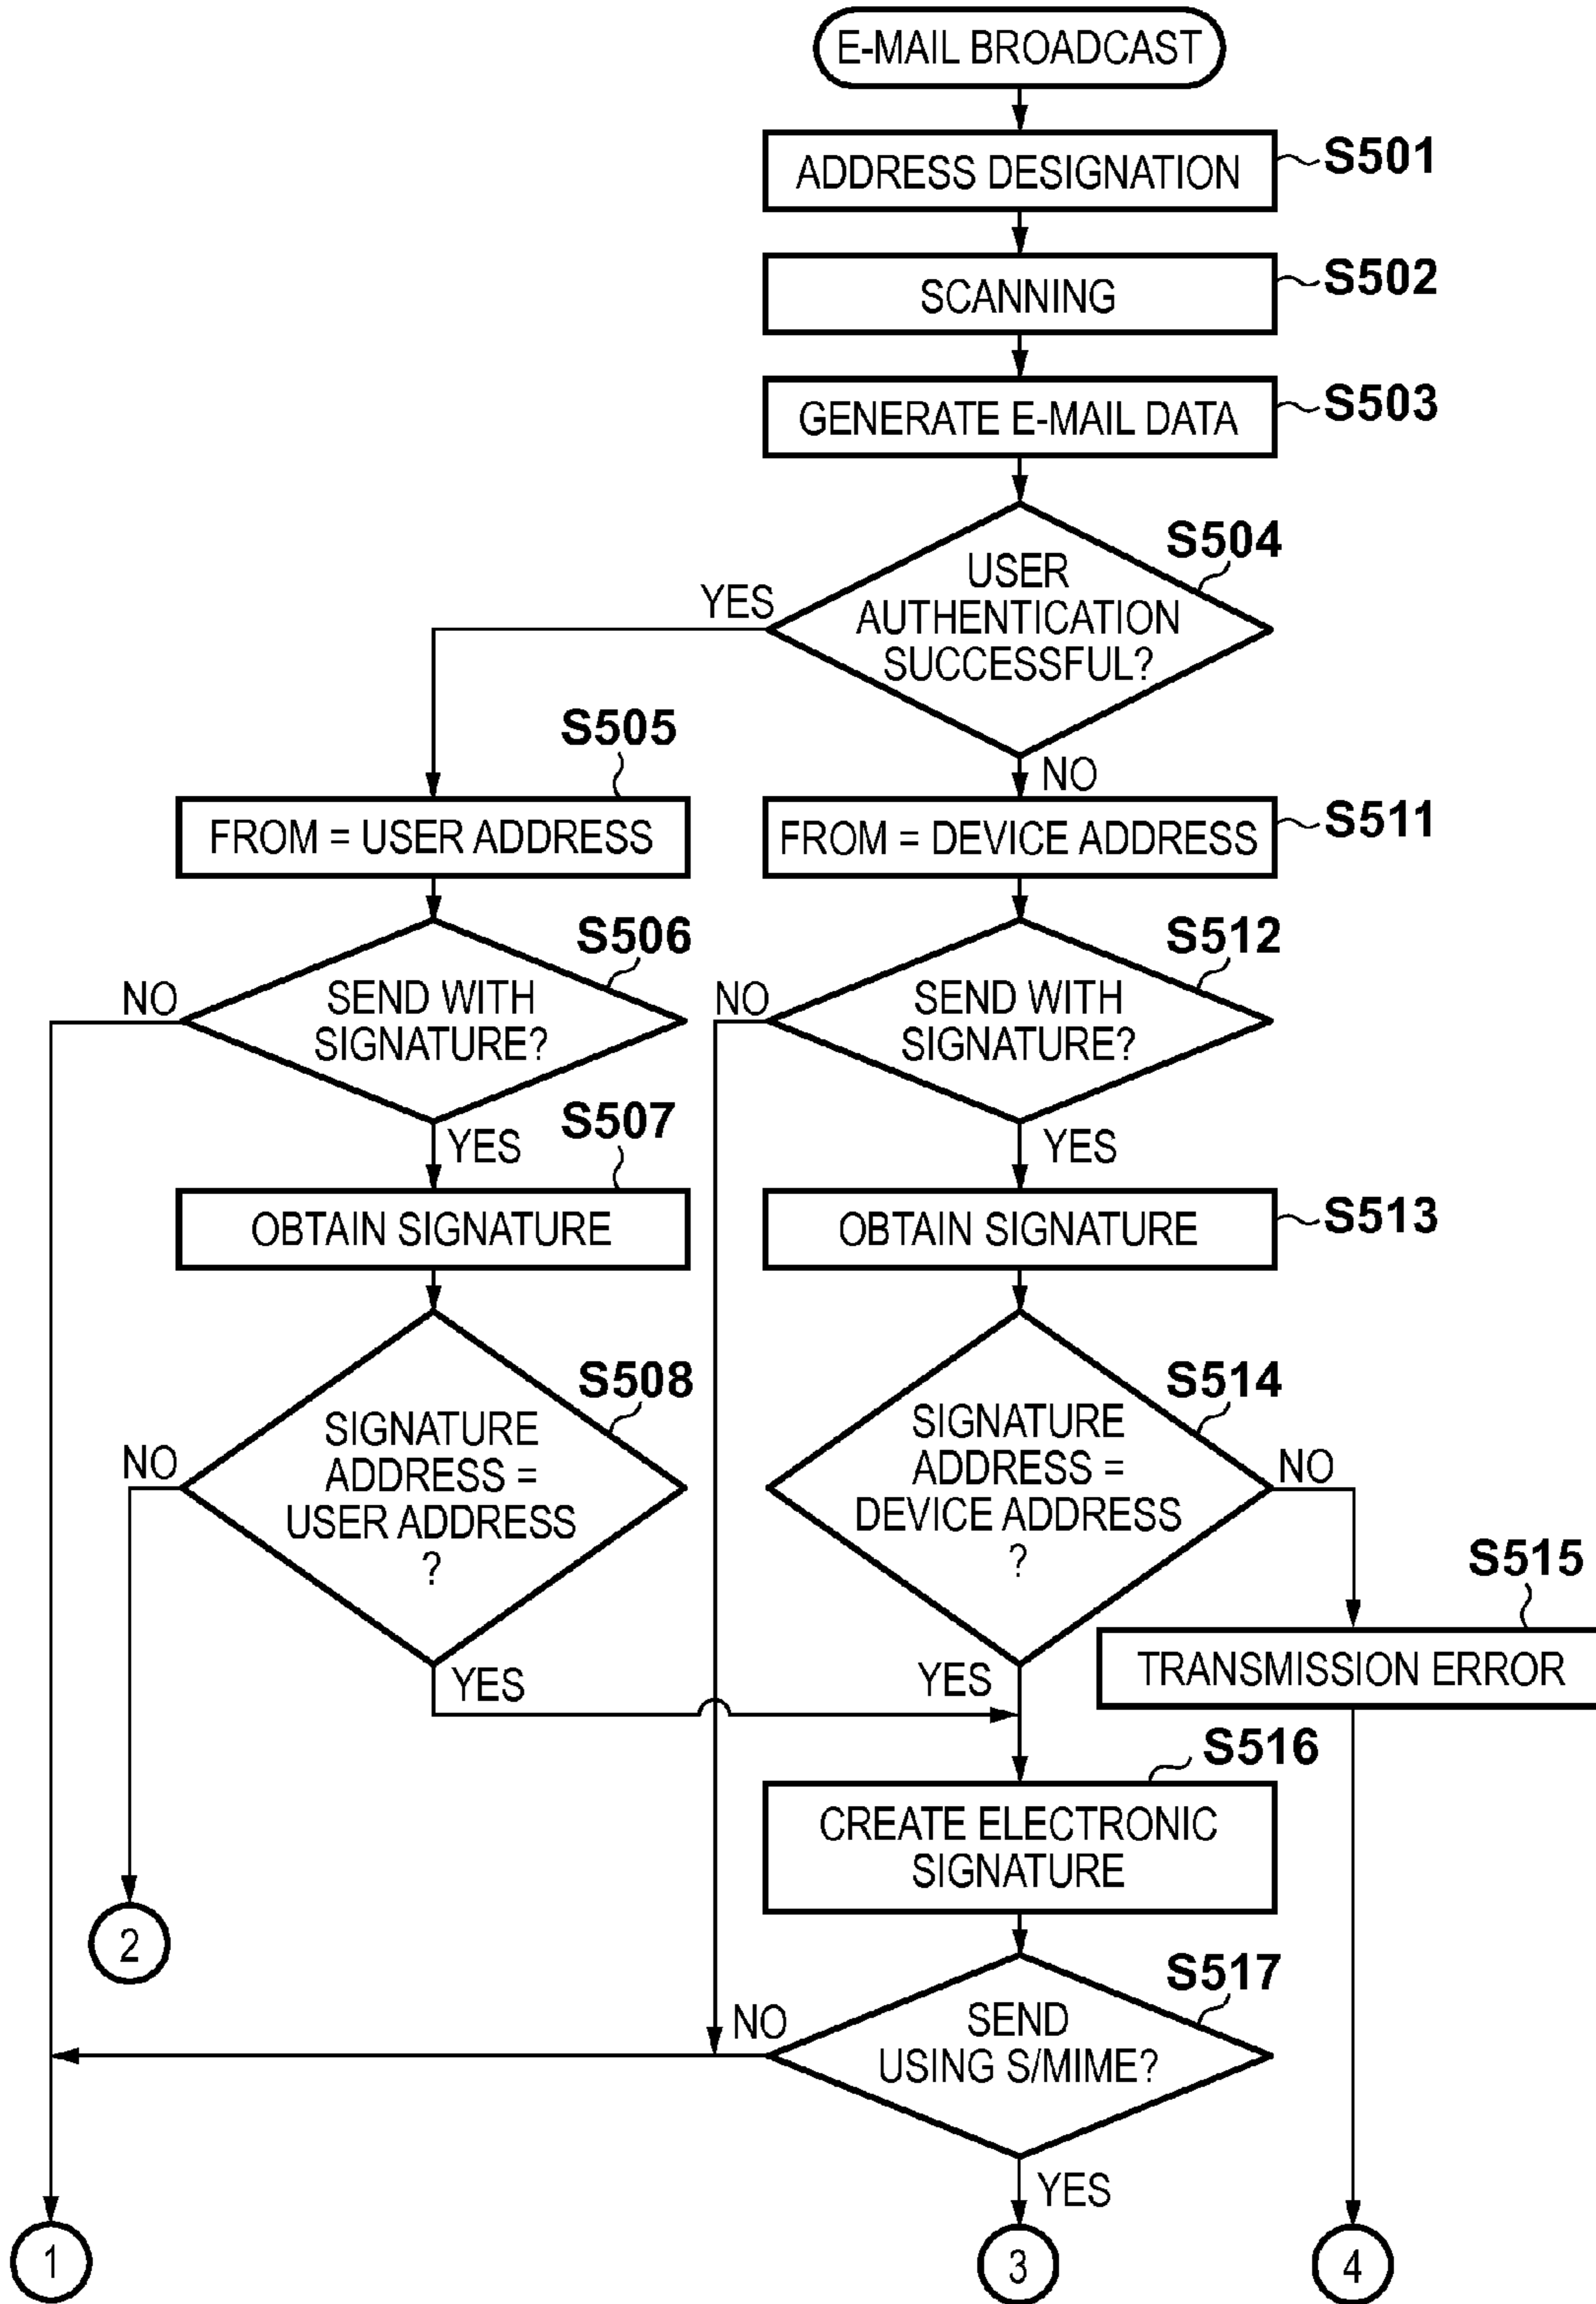 E-MAIL BROADCAST
ADDRESS DESIGNATION
S501
SCANNING
S502
GENERATE E-MAIL DATA
S503
S504
USER
AUTHENTICATION
SUCCESSFUL?
YES
NO
S505
FROM = USER ADDRESS
FROM = DEVICE ADDRESS
S511
S506
SEND WITH
SIGNATURE?
NO
YES
S512
SEND WITH
SIGNATURE?
NO
YES
S507
OBTAIN SIGNATURE
OBTAIN SIGNATURE
S513
S508
SIGNATURE
ADDRESS =
USER ADDRESS
?
NO
YES
S514
SIGNATURE
ADDRESS =
DEVICE ADDRESS
?
NO
YES
S515
TRANSMISSION ERROR
S516
CREATE ELECTRONIC
SIGNATURE
2
S517
SEND
USING S/MIME?
NO
YES
1
3
4